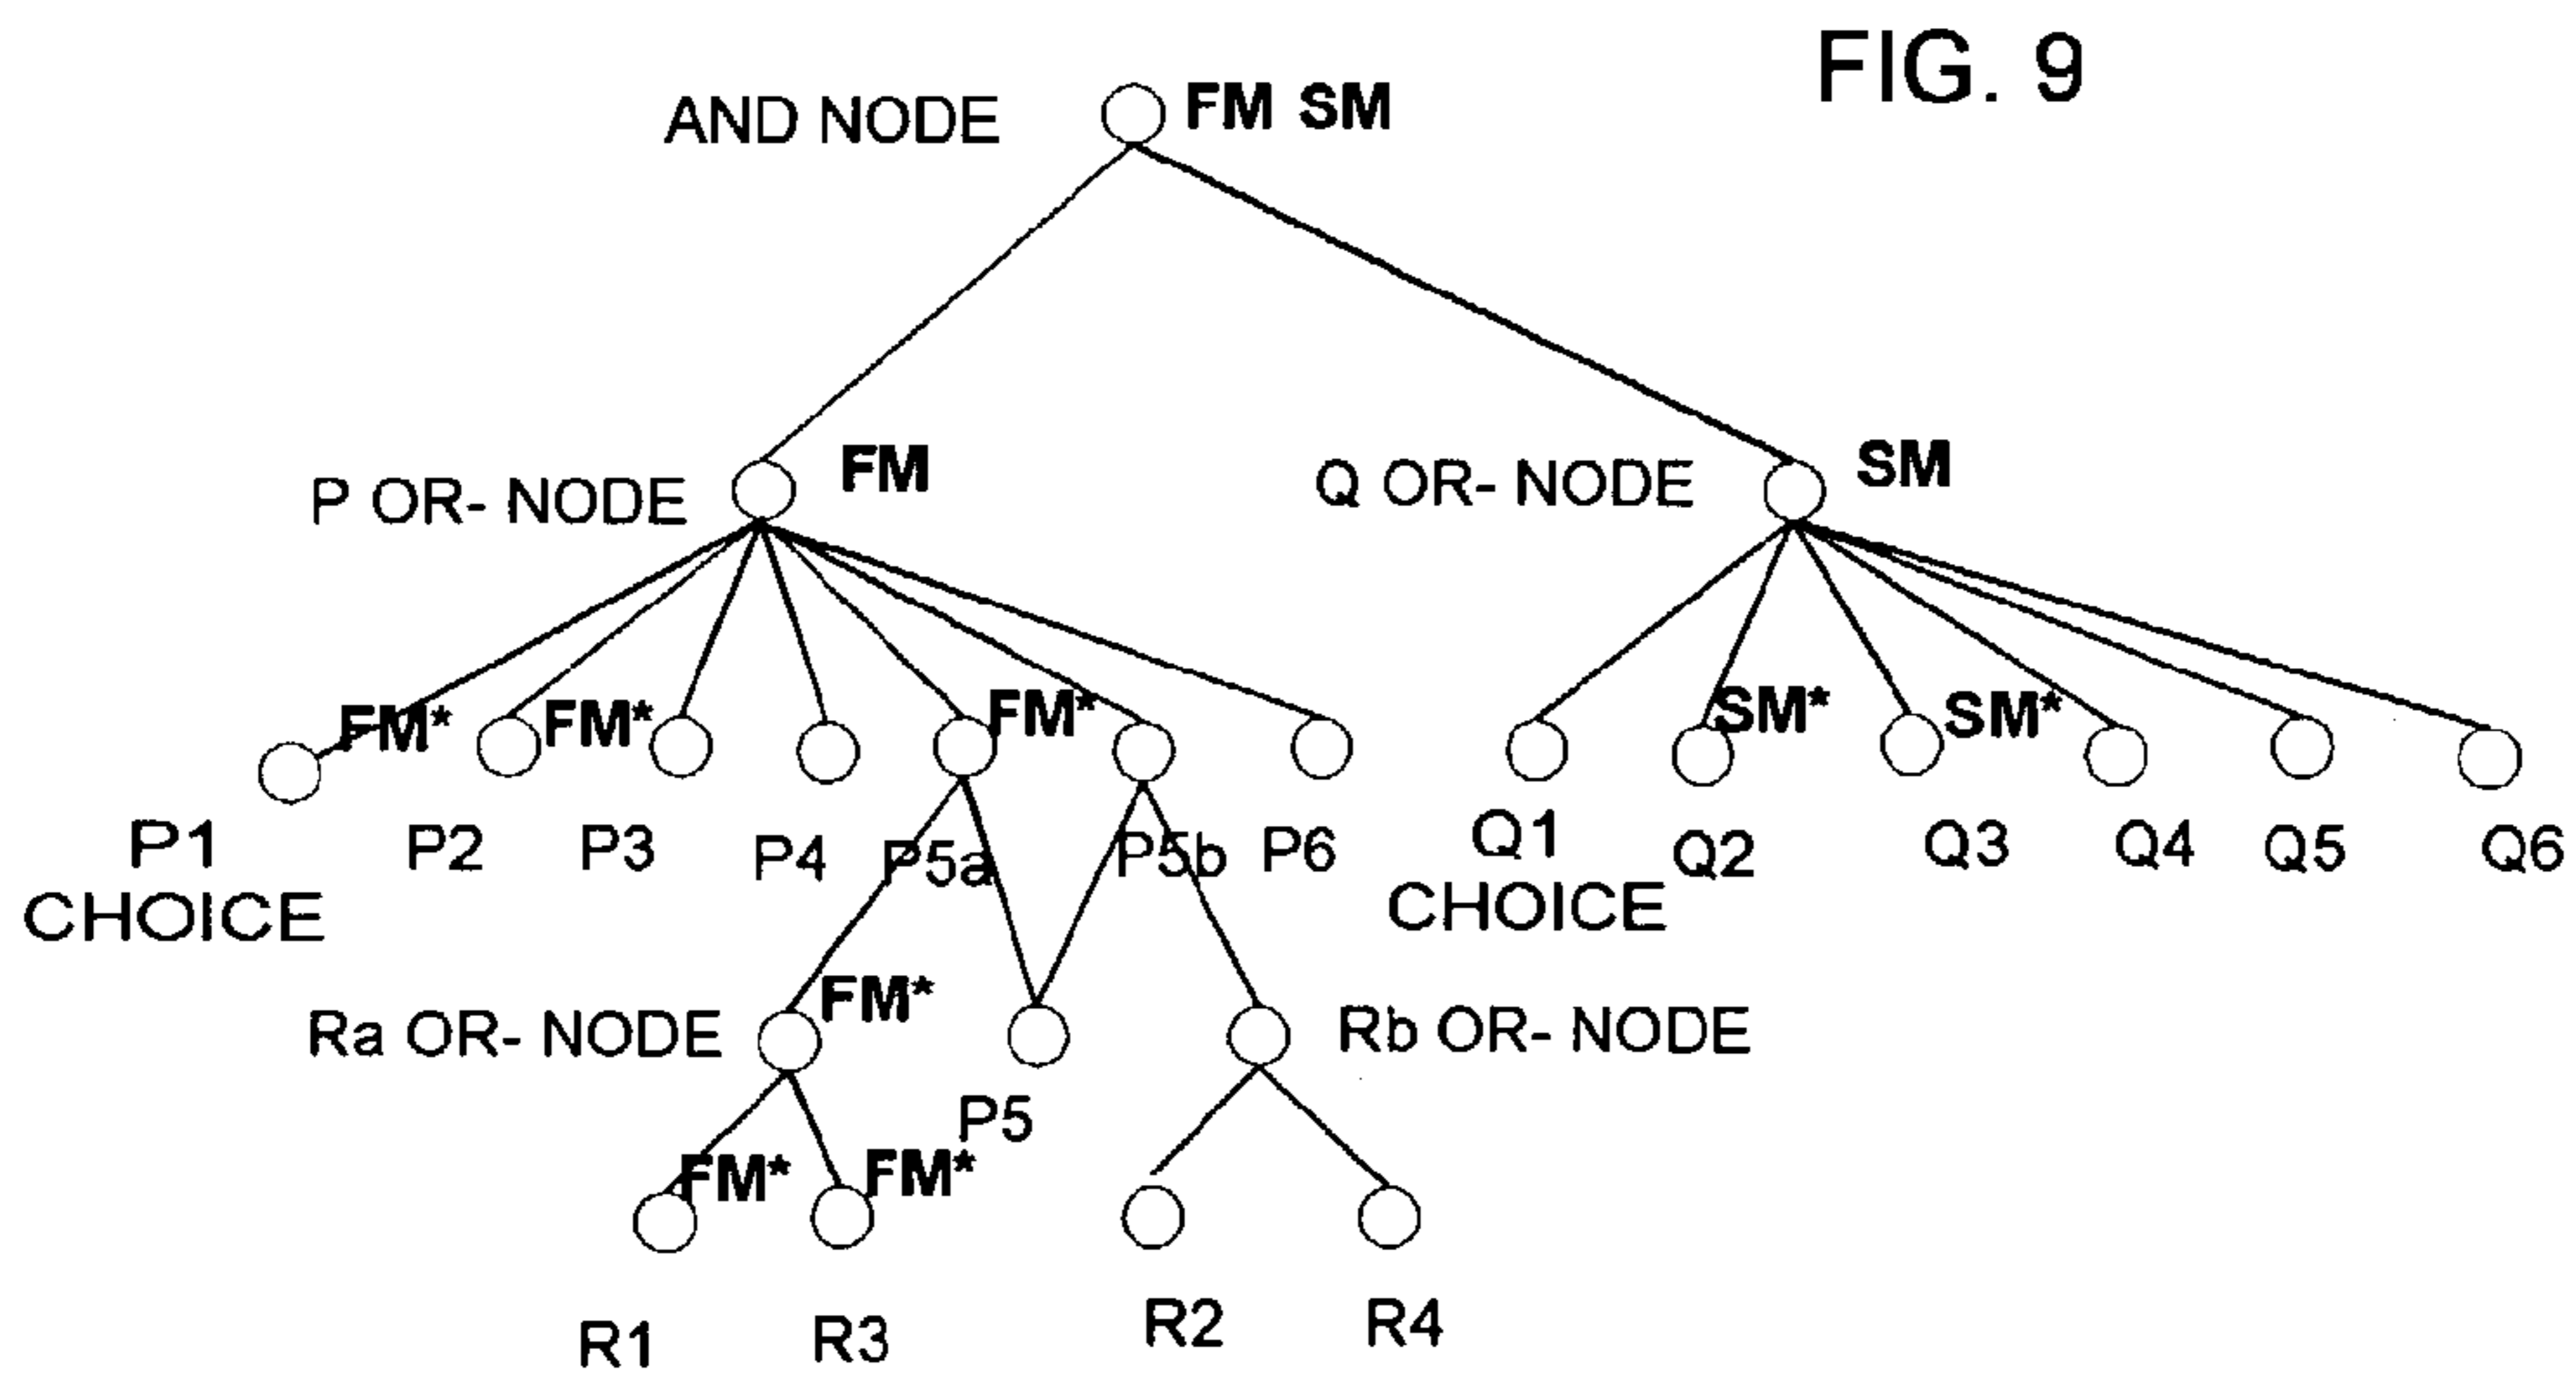 FIG. 9
AND NODE FM SM
P OR- NODE FM
Q OR- NODE SM
FM* FM* FM* SM* SM*
P1 P2 P3 P4 P5a P5b P6 Q1 Q2 Q3 Q4 Q5 Q6
CHOICE CHOICE
FM*
Ra OR- NODE Rb OR- NODE
P5
FM* FM*
R1 R3 R2 R4